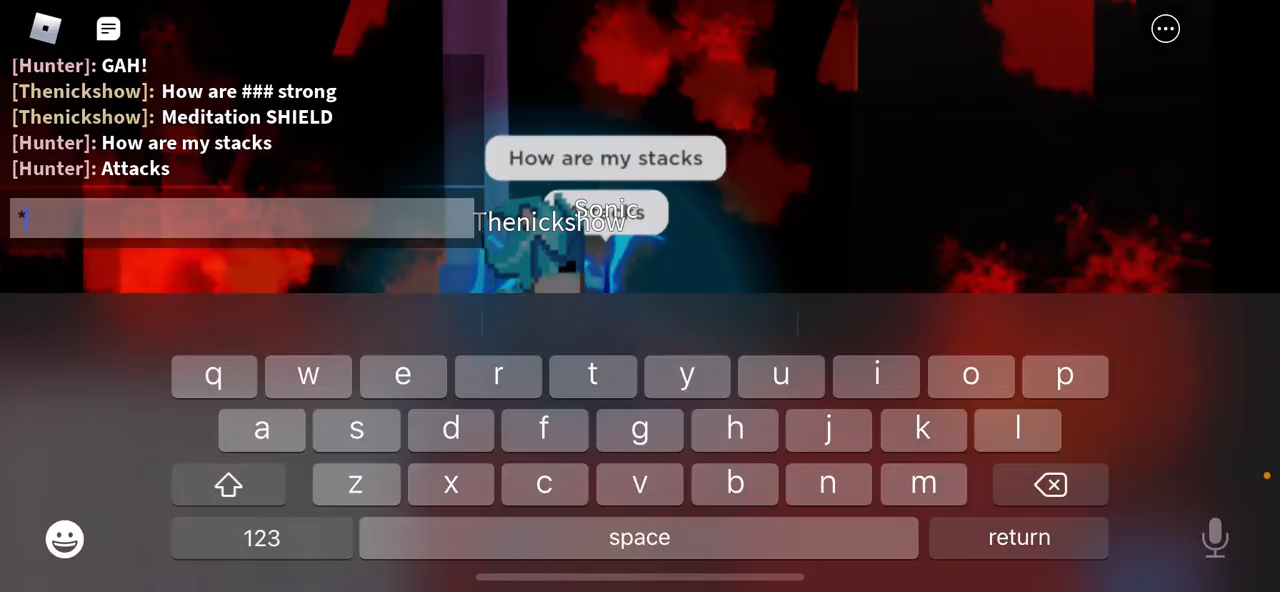 [Hunter]: GAH!
[Thenickshow]: How are ### strong
[Thenickshow]: Meditation SHIELD
[Hunter]: How are my stacks
[Hunter]: Attacks
How are my stacks
Sonic
*
Thenickshow
q w e r t y u i o p
a s d f g h j k l
z x c v b n m
123 space return